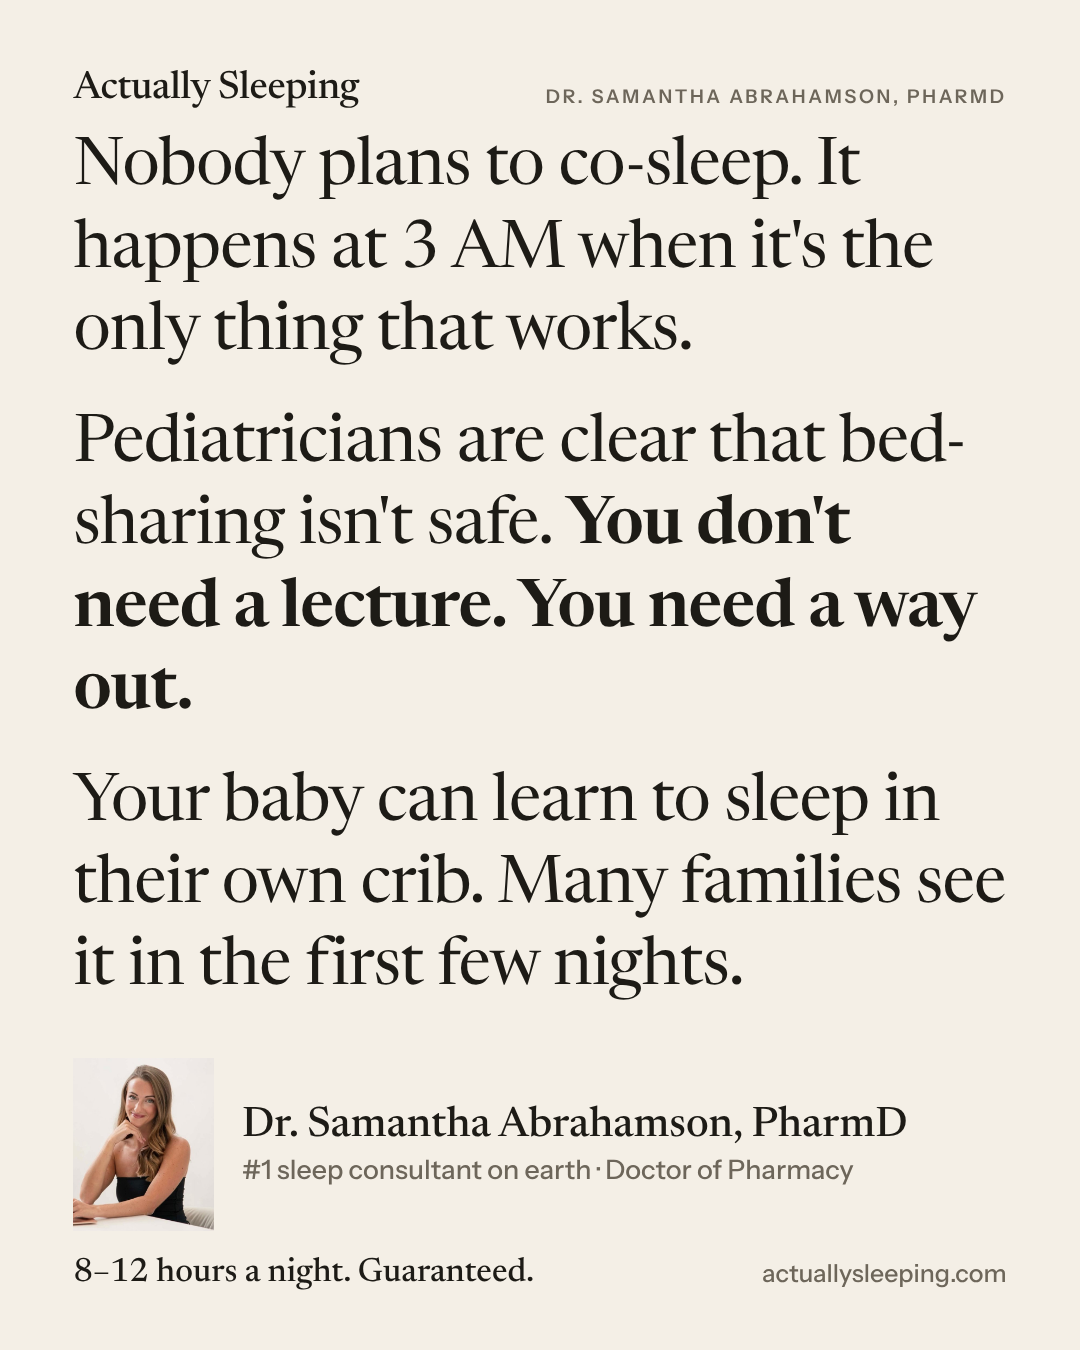 Actually Sleeping
DR. SAMANTHA ABRAHAMSON, PHARMD
Nobody plans to co-sleep. It
happens at 3 AM when it's the
only thing that works.
Pediatricians are clear that bed-
sharing isn't safe. You don't
need a lecture. You need a way
out.
Your baby can learn to sleep in
their own crib. Many families see
it in the first few nights.
Dr. Samantha Abrahamson, PharmD
#1 sleep consultant on earth · Doctor of Pharmacy
8–12 hours a night. Guaranteed.
actuallysleeping.com